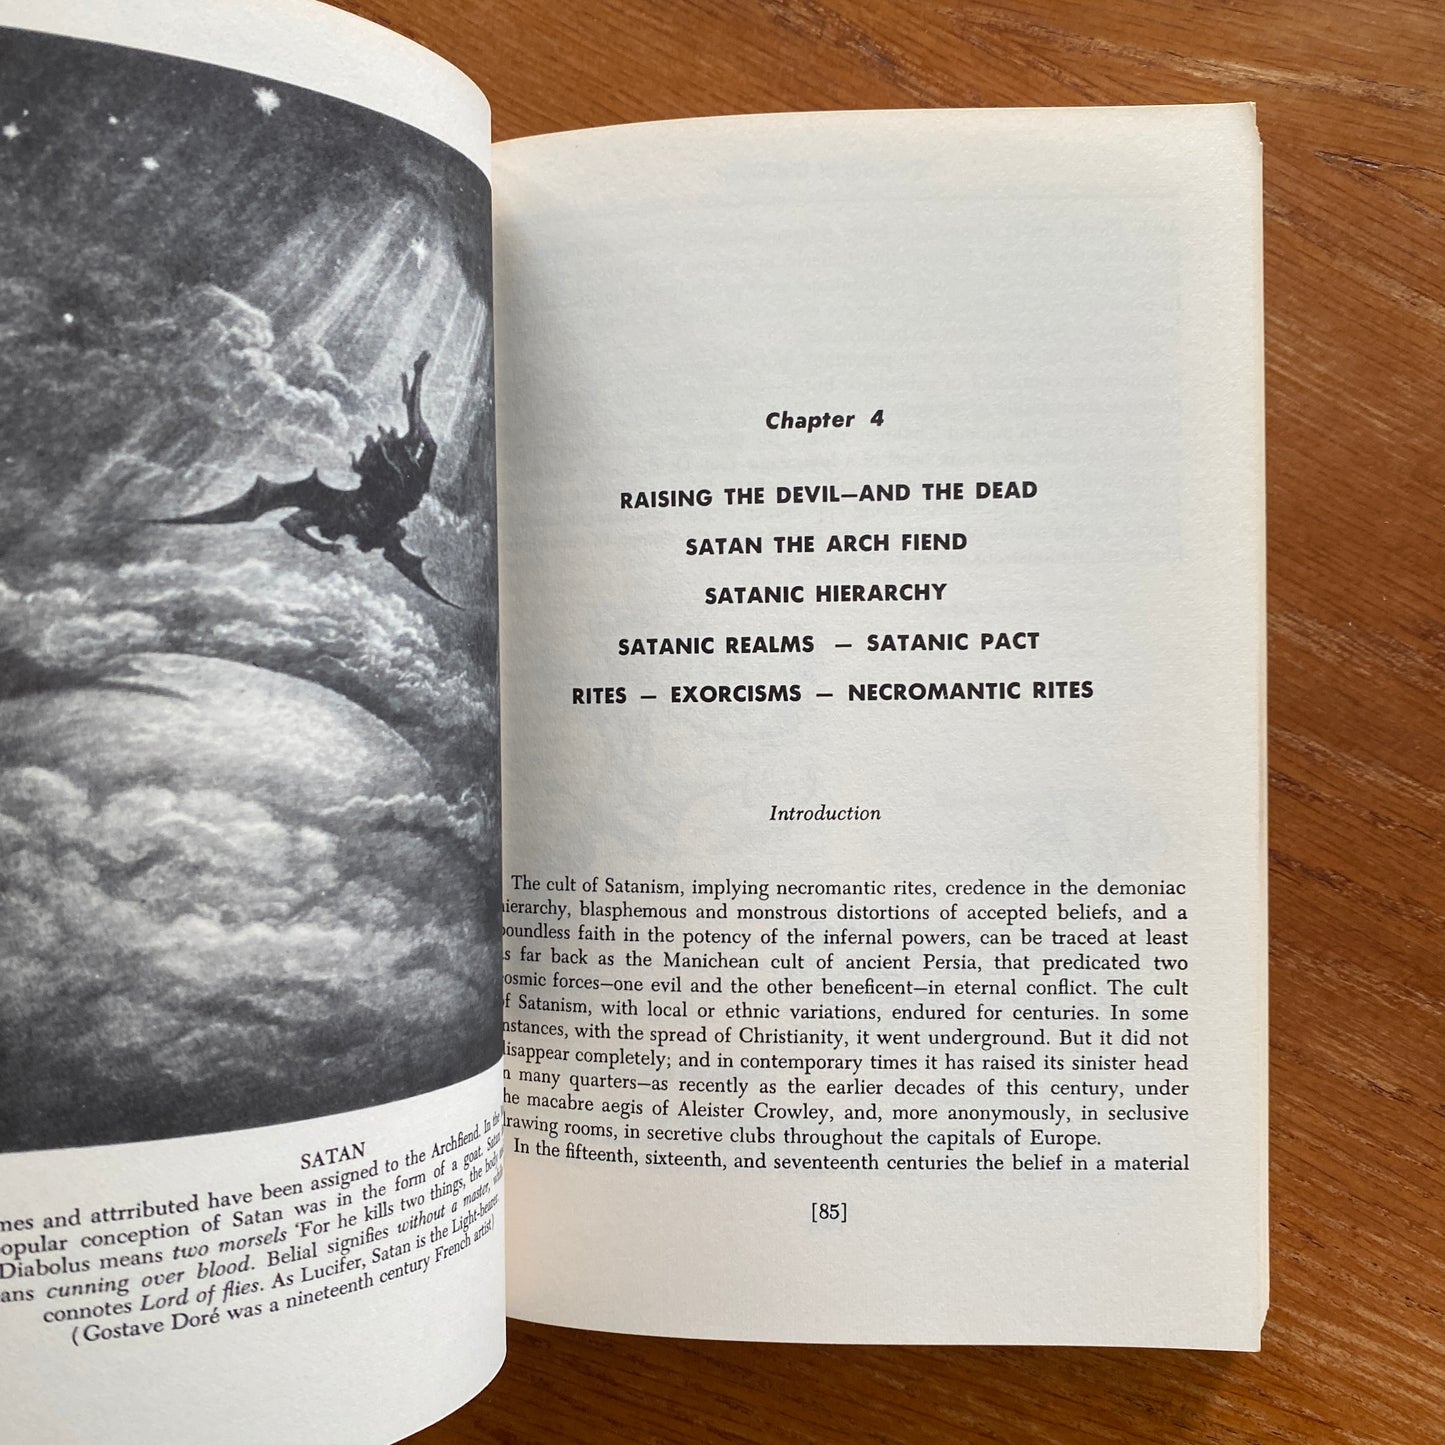 SATAN
and attrributed have been assigned to the Archfiend. In the
conception of Satan was in the form of a goat. Satan
Diabolus means two morsels 'For he kills two things, the body
cunning over blood. Belial signifies without a master,
connotes Lord of flies. As Lucifer, Satan is the Light-bearer.
(Gostave Doré was a nineteenth century French artist)
Chapter 4
RAISING THE DEVIL—AND THE DEAD
SATAN THE ARCH FIEND
SATANIC HIERARCHY
SATANIC REALMS — SATANIC PACT
RITES — EXORCISMS — NECROMANTIC RITES
Introduction
The cult of Satanism, implying necromantic rites, credence in the demoniac
hierarchy, blasphemous and monstrous distortions of accepted beliefs, and a
boundless faith in the potency of the infernal powers, can be traced at least
as far back as the Manichean cult of ancient Persia, that predicated two
cosmic forces—one evil and the other beneficent—in eternal conflict. The cult
of Satanism, with local or ethnic variations, endured for centuries. In some
instances, with the spread of Christianity, it went underground. But it did not
disappear completely; and in contemporary times it has raised its sinister head
in many quarters—as recently as the earlier decades of this century, under
the macabre aegis of Aleister Crowley, and, more anonymously, in seclusive
drawing rooms, in secretive clubs throughout the capitals of Europe.
In the fifteenth, sixteenth, and seventeenth centuries the belief in a material
[85]